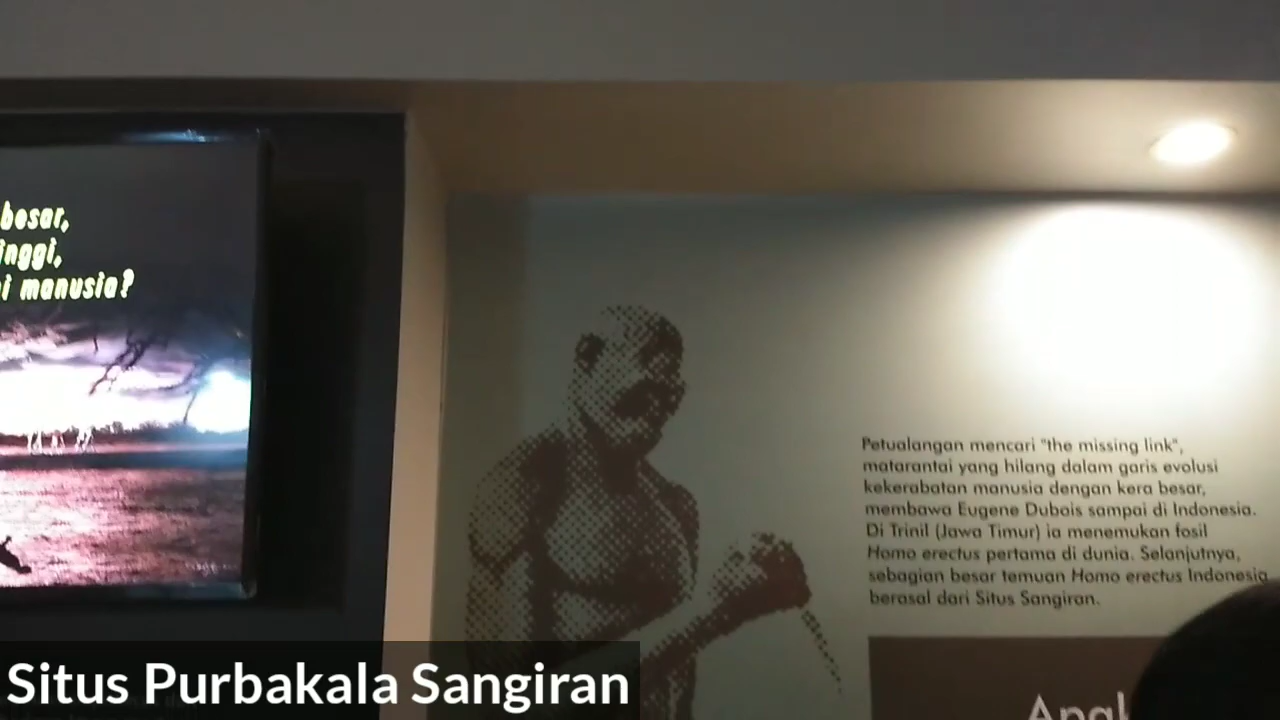 besar,
inggi,
ni manusia?
Petualangan mencari "the missing link",
matarantai yang hilang dalam garis evolusi
kekerabatan manusia dengan kera besar,
membawa Eugene Dubois sampai di Indonesia.
Di Trinil (Jawa Timur) ia menemukan fosil
Homo erectus pertama di dunia. Selanjutnya,
sebagian besar temuan Homo erectus Indonesia
berasal dari Situs Sangiran.
Situs Purbakala Sangiran